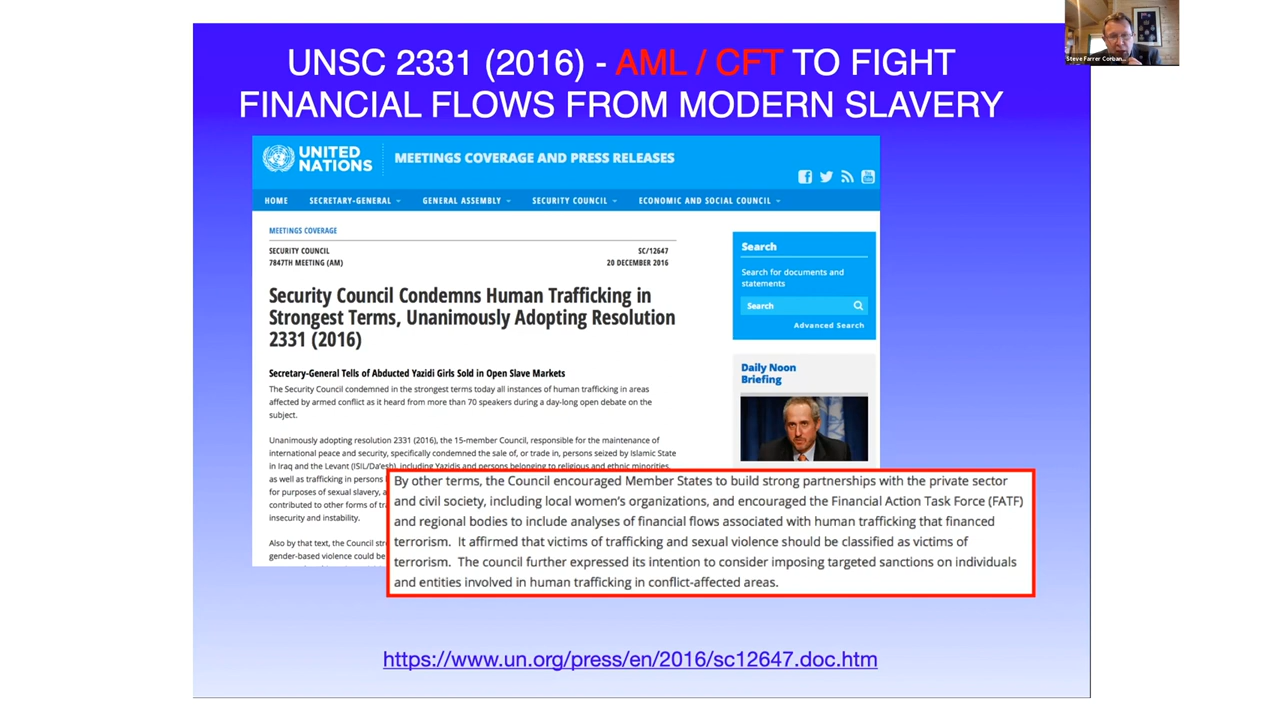 UNSC 2331 (2016) - AML / CFT TO FIGHT
FINANCIAL FLOWS FROM MODERN SLAVERY
Steve Farrer Corban...
UNITED
NATIONS
MEETINGS COVERAGE AND PRESS RELEASES
HOME SECRETARY-GENERAL GENERAL ASSEMBLY SECURITY COUNCIL ECONOMIC AND SOCIAL COUNCIL
MEETINGS COVERAGE
SECURITY COUNCIL SC/12647
7847TH MEETING (AM) 20 DECEMBER 2016
Security Council Condemns Human Trafficking in
Strongest Terms, Unanimously Adopting Resolution
2331 (2016)
Secretary-General Tells of Abducted Yazidi Girls Sold in Open Slave Markets
The Security Council condemned in the strongest terms today all instances of human trafficking in areas
affected by armed conflict as it heard from more than 70 speakers during a day-long open debate on the
subject.
Unanimously adopting resolution 2331 (2016), the 15-member Council, responsible for the maintenance of
international peace and security, specifically condemned the sale of, or trade in, persons seized by Islamic State
in Iraq and the Levant (ISIL/Da'esh), including Yazidis and persons belonging to religious and ethnic minorities,
as well as trafficking in persons
for purposes of sexual slavery,
contributed to other forms of
insecurity and instability.
Also by that text, the Council
gender-based violence could be
Search
Search for documents and
statements
Search
Advanced Search
Daily Noon
Briefing
By other terms, the Council encouraged Member States to build strong partnerships with the private sector
and civil society, including local women's organizations, and encouraged the Financial Action Task Force (FATF)
and regional bodies to include analyses of financial flows associated with human trafficking that financed
terrorism. It affirmed that victims of trafficking and sexual violence should be classified as victims of
terrorism. The council further expressed its intention to consider imposing targeted sanctions on individuals
and entities involved in human trafficking in conflict-affected areas.
https://www.un.org/press/en/2016/sc12647.doc.htm